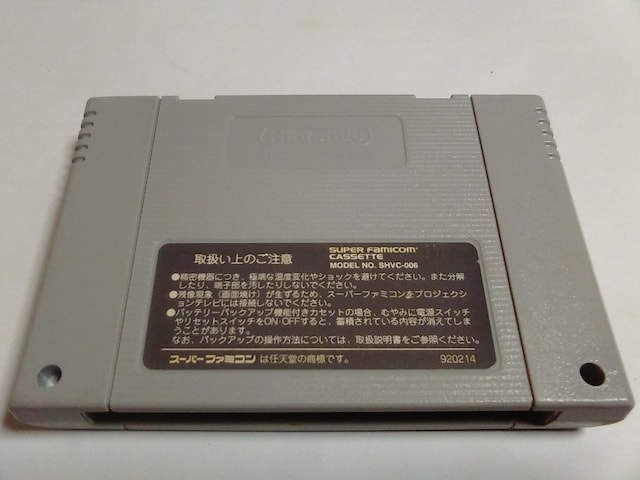 Nintendo
取扱い上のご注意
SUPER FAMICOM
CASSETTE
MODEL NO. SHVC-006
●精密機器につき、極端な温度変化やショックを避けてください。また分解
したり、端子部を汚したりしないでください。
●残像現象（画面焼け）が生ずるため、スーパーファミコンをプロジェクシ
ョンテレビには接続しないでください。
●バッテリーバックアップ機能付きカセットの場合、むやみに電源スイッチ
やリセットスイッチをON・OFFすると、蓄積されている内容が消えてしま
うことがあります。
なお、バックアップの操作方法については、取扱説明書をご参照ください。
スーパーファミコン は任天堂の商標です。 920214